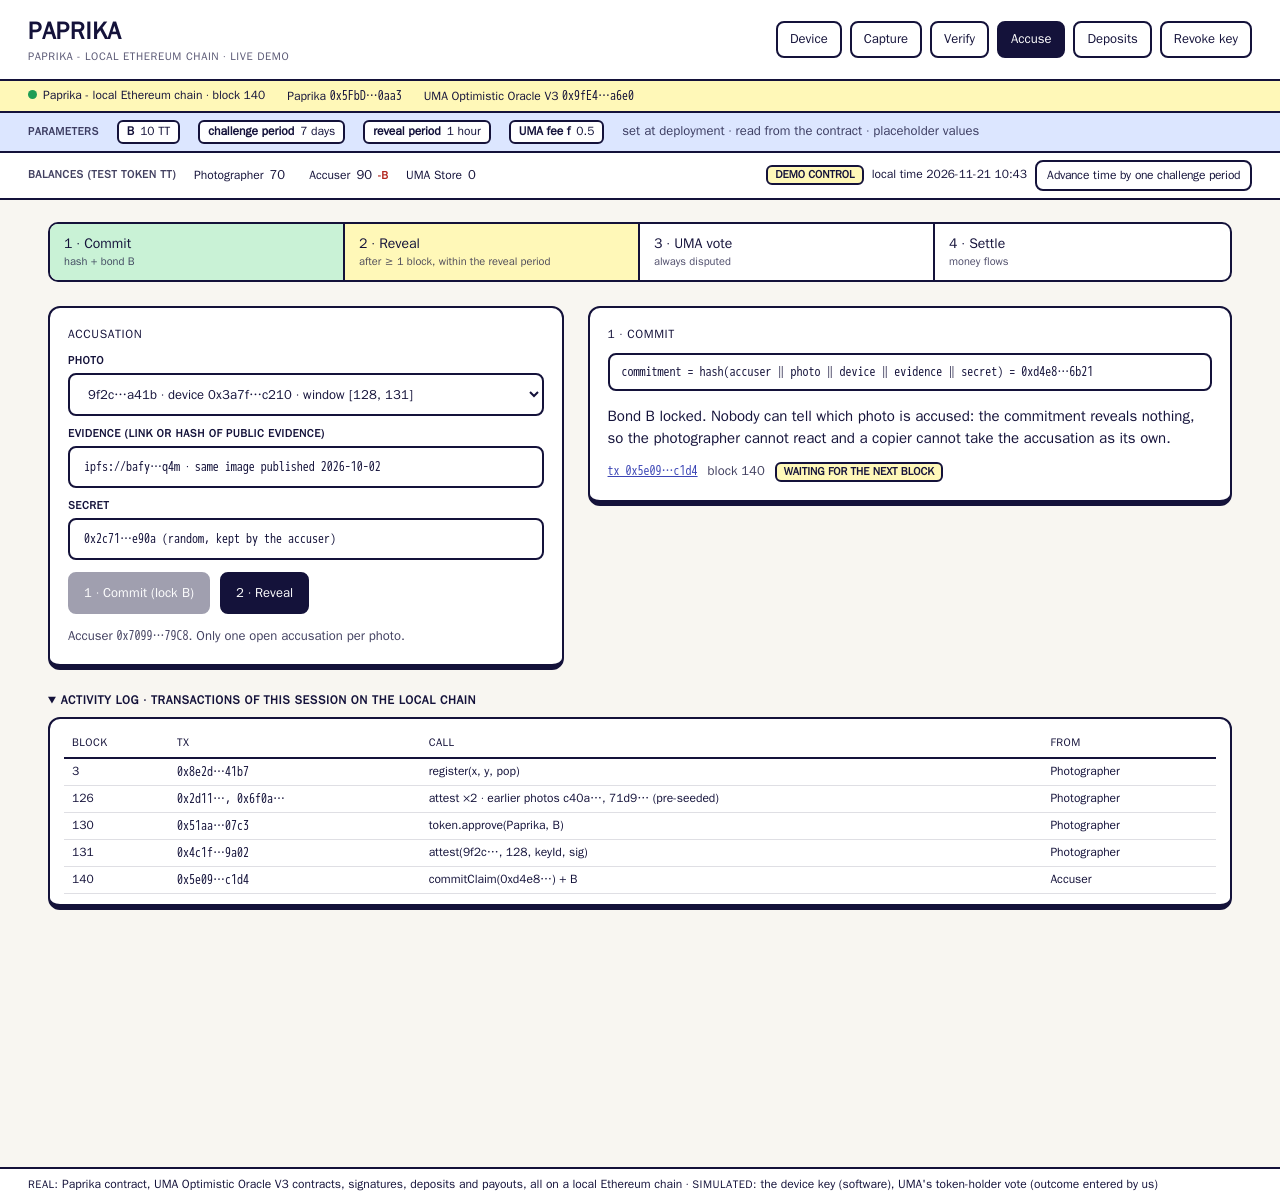 PAPRIKA
PAPRIKA - LOCAL ETHEREUM CHAIN · LIVE DEMO
Device
Capture
Verify
Accuse
Deposits
Revoke key
Paprika - local Ethereum chain · block 140 Paprika 0x5FbD···0aa3 UMA Optimistic Oracle V3 0x9fE4···a6e0
PARAMETERS B 10 TT challenge period 7 days reveal period 1 hour UMA fee f 0.5 set at deployment · read from the contract · placeholder values
BALANCES (TEST TOKEN TT) Photographer 70 Accuser 90 -B UMA Store 0
DEMO CONTROL local time 2026-11-21 10:43 Advance time by one challenge period
1 · Commit
hash + bond B
2 · Reveal
after ≥ 1 block, within the reveal period
3 · UMA vote
always disputed
4 · Settle
money flows
ACCUSATION
PHOTO
9f2c···a41b · device 0x3a7f···c210 · window [128, 131]
EVIDENCE (LINK OR HASH OF PUBLIC EVIDENCE)
ipfs://bafy···q4m · same image published 2026-10-02
SECRET
0x2c71···e90a (random, kept by the accuser)
1 · Commit (lock B)
2 · Reveal
Accuser 0x7099···79C8. Only one open accusation per photo.
1 · COMMIT
commitment = hash(accuser ‖ photo ‖ device ‖ evidence ‖ secret) = 0xd4e8···6b21
Bond B locked. Nobody can tell which photo is accused: the commitment reveals nothing,
so the photographer cannot react and a copier cannot take the accusation as its own.
tx 0x5e09···c1d4 block 140 WAITING FOR THE NEXT BLOCK
▼ ACTIVITY LOG · TRANSACTIONS OF THIS SESSION ON THE LOCAL CHAIN
BLOCK TX CALL FROM
3 0x8e2d···41b7 register(x, y, pop) Photographer
126 0x2d11···, 0x6f0a··· attest ×2 · earlier photos c40a···, 71d9··· (pre-seeded) Photographer
130 0x51aa···07c3 token.approve(Paprika, B) Photographer
131 0x4c1f···9a02 attest(9f2c···, 128, keyId, sig) Photographer
140 0x5e09···c1d4 commitClaim(0xd4e8···) + B Accuser
REAL: Paprika contract, UMA Optimistic Oracle V3 contracts, signatures, deposits and payouts, all on a local Ethereum chain · SIMULATED: the device key (software), UMA's token-holder vote (outcome entered by us)